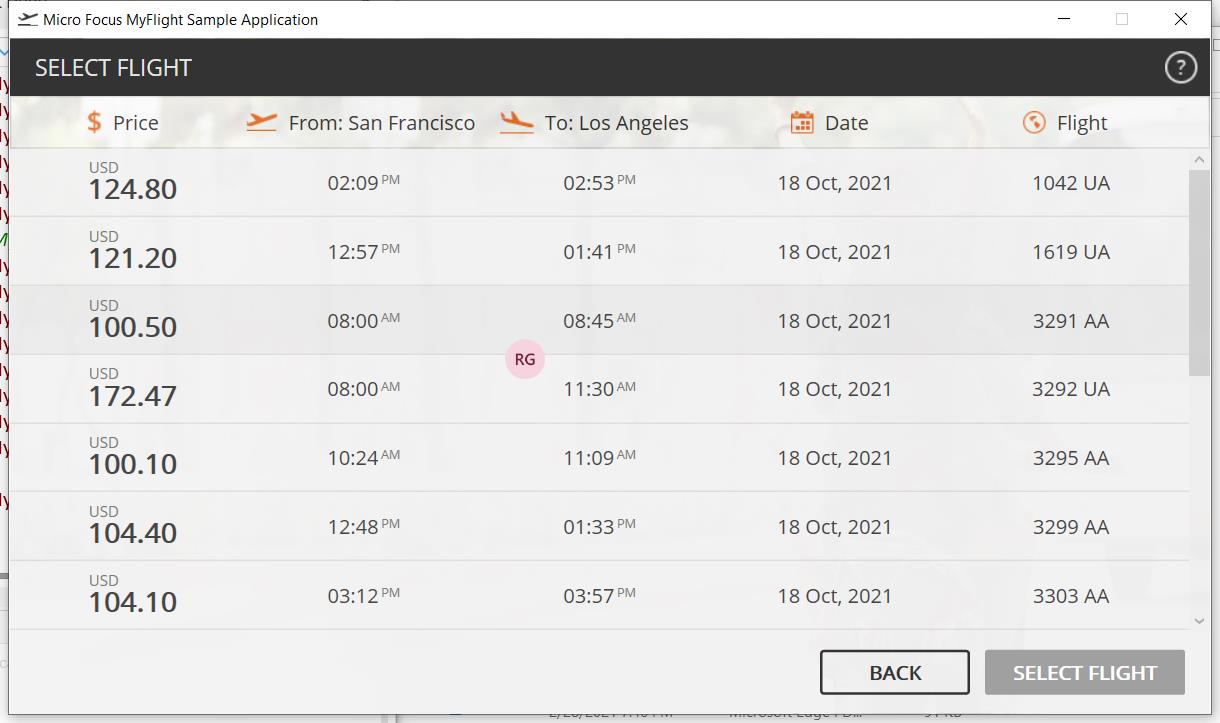 Micro Focus MyFlight Sample Application
SELECT FLIGHT ?
$ Price From: San Francisco To: Los Angeles Date Flight
USD
124.80 02:09 PM 02:53 PM 18 Oct, 2021 1042 UA
USD
121.20 12:57 PM 01:41 PM 18 Oct, 2021 1619 UA
USD
100.50 08:00 AM 08:45 AM 18 Oct, 2021 3291 AA
RG
USD
172.47 08:00 AM 11:30 AM 18 Oct, 2021 3292 UA
USD
100.10 10:24 AM 11:09 AM 18 Oct, 2021 3295 AA
USD
104.40 12:48 PM 01:33 PM 18 Oct, 2021 3299 AA
USD
104.10 03:12 PM 03:57 PM 18 Oct, 2021 3303 AA
BACK SELECT FLIGHT